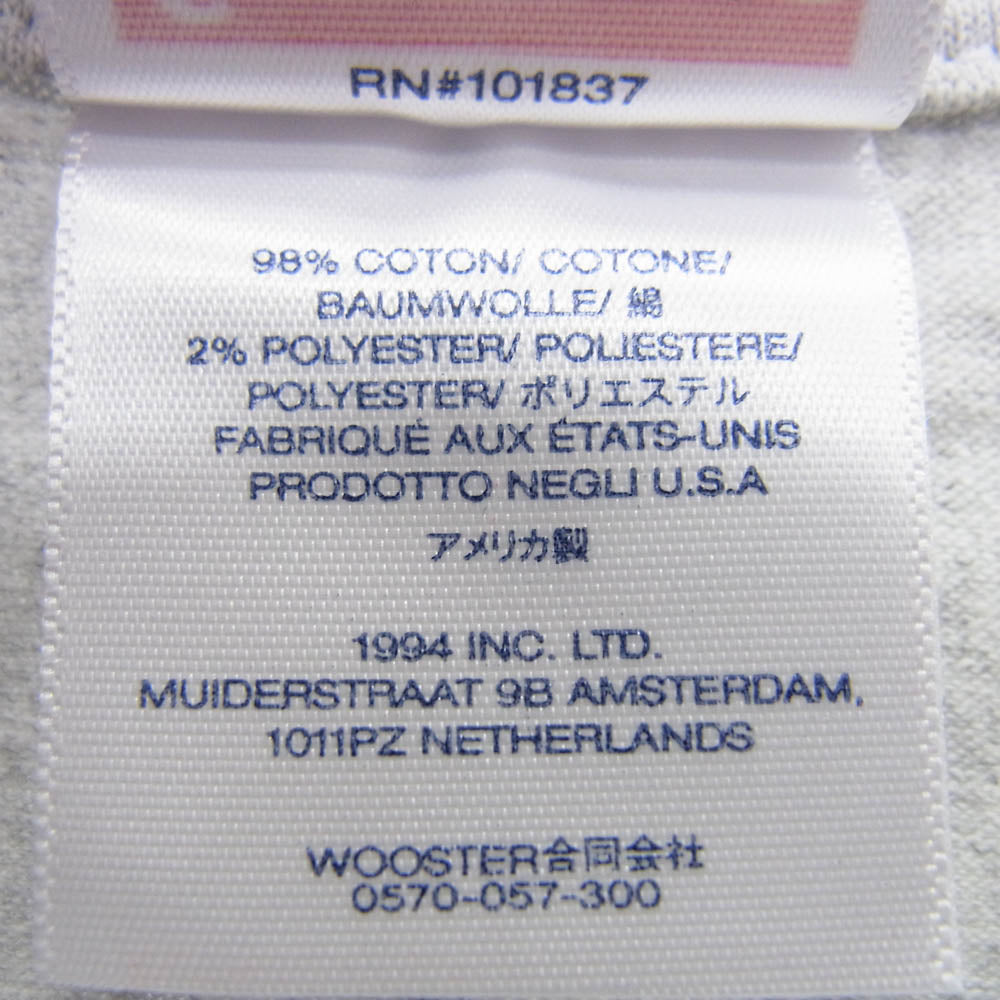 RN#101837
98% COTON/ COTONE/
BAUMWOLLE/ 綿
2% POLYESTER/ POLIESTERE/
POLYESTER/ ポリエステル
FABRIQUÉ AUX ÉTATS-UNIS
PRODOTTO NEGLI U.S.A
アメリカ製
1994 INC. LTD.
MUIDERSTRAAT 9B AMSTERDAM,
1011PZ NETHERLANDS
WOOSTER合同会社
0570-057-300